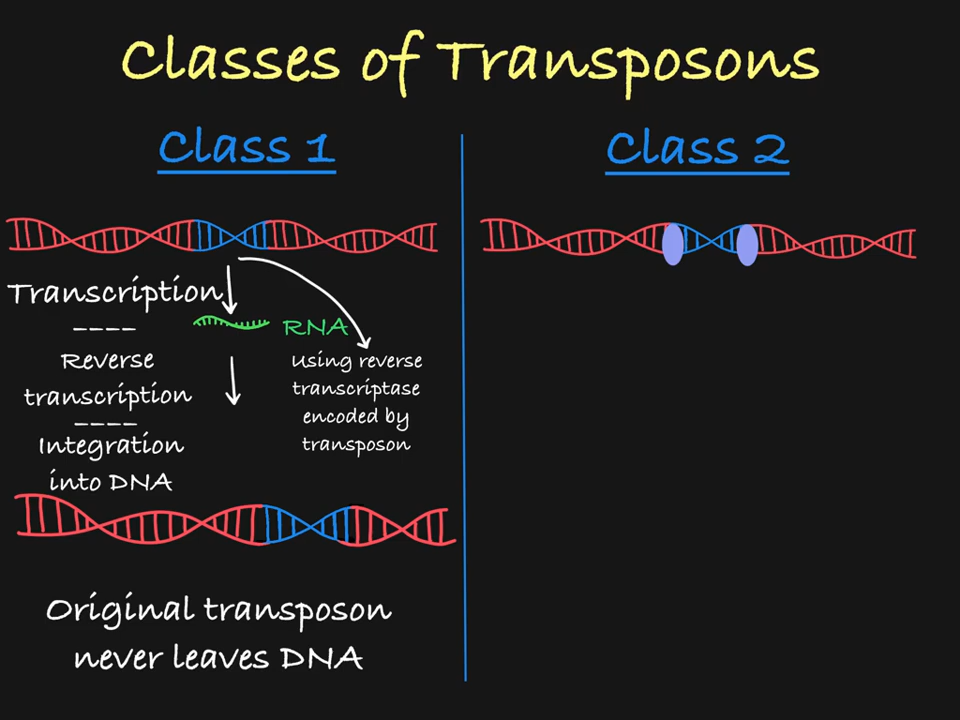 Classes of Transposons
Class 1
Transcription
----
RNA
Reverse
transcription
----
Integration
into DNA
Using reverse
transcriptase
encoded by
transposon
Original transposon
never leaves DNA
Class 2